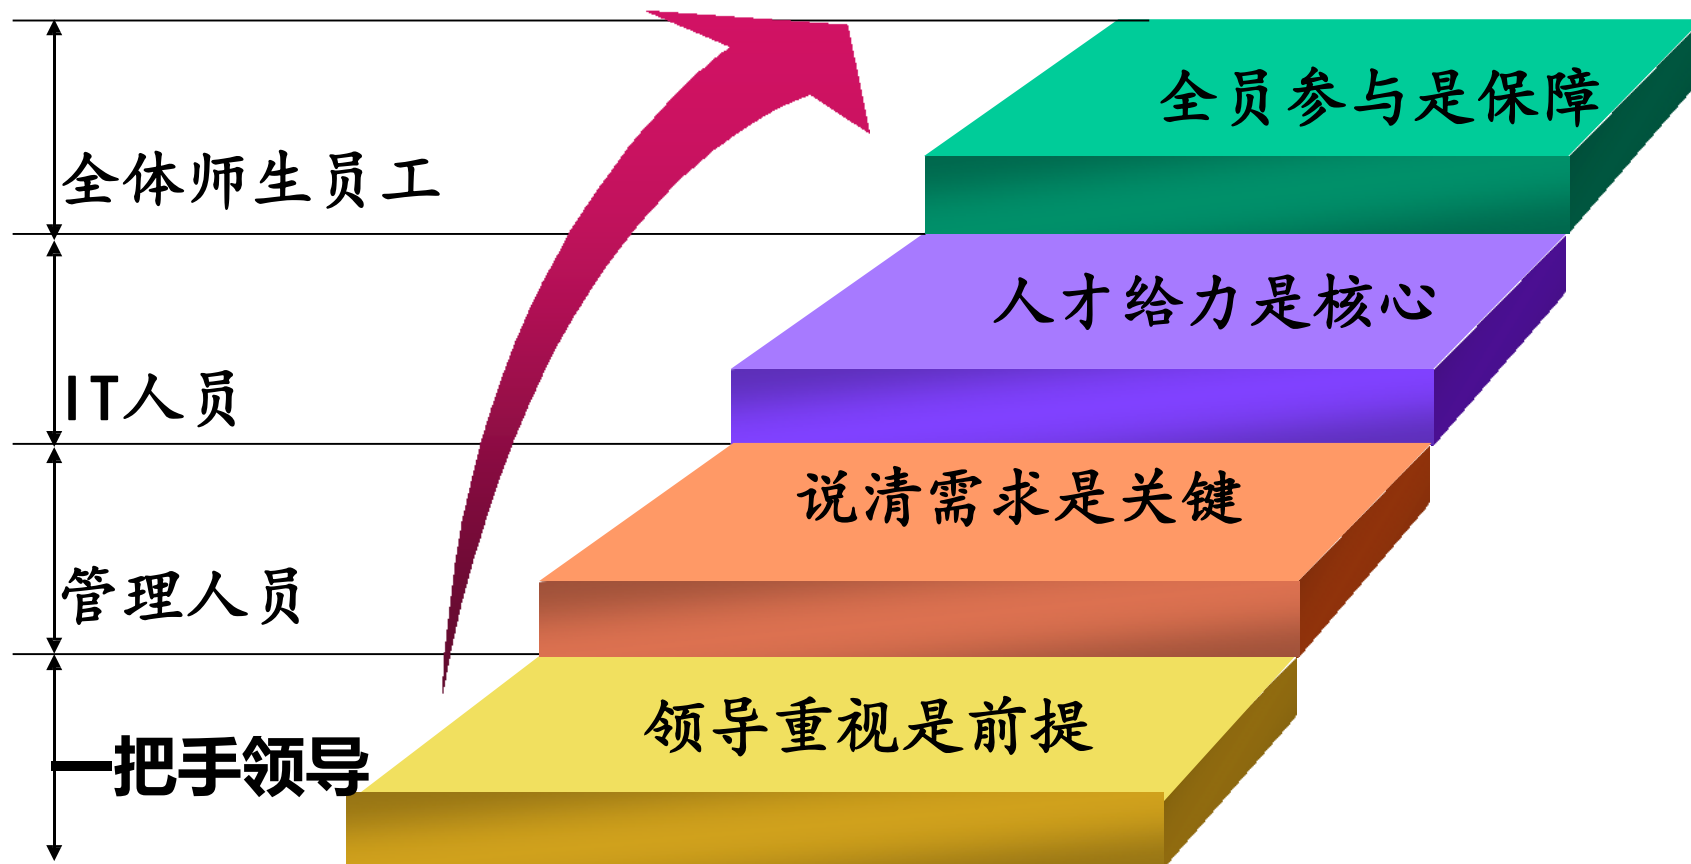 全员参与是保障
全体师生员工
人才给力是核心
IT人员
说清需求是关键
管理人员
领导重视是前提
一把手领导